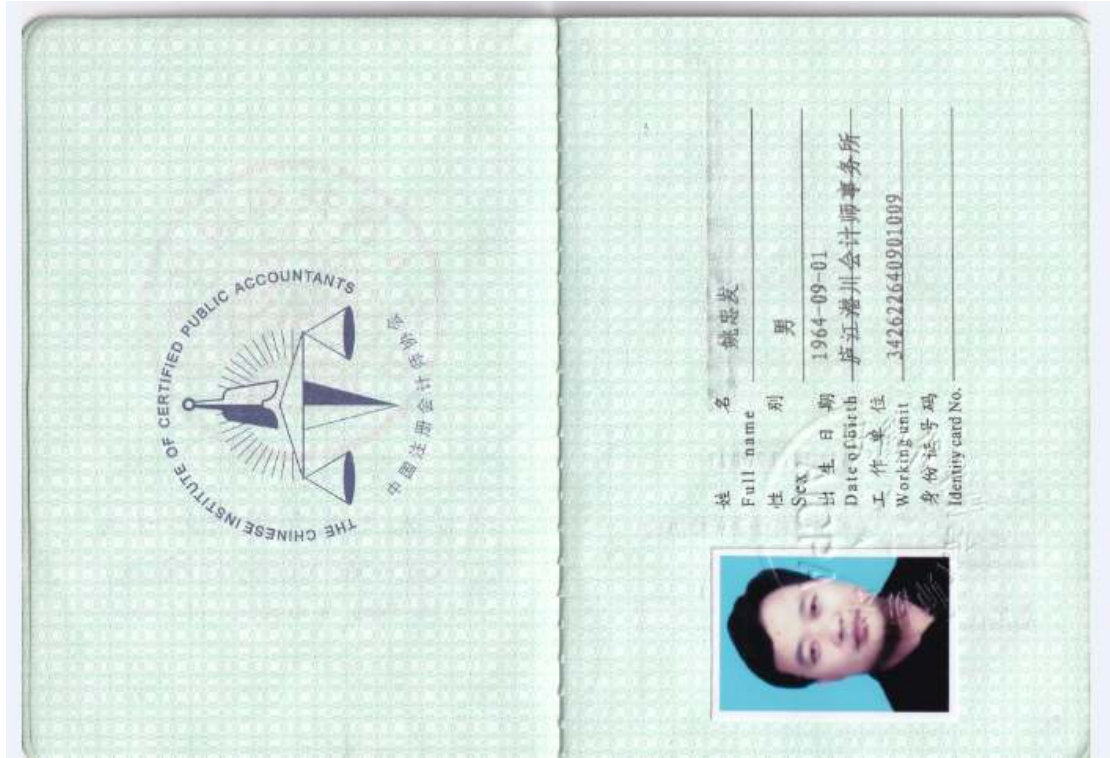 THE CHINESE INSTITUTE OF CERTIFIED PUBLIC ACCOUNTANTS
中国注册会计师协会
姓 名 姚忠发
Full name
性 别 男
Sex
出 生 日 期 1964-09-01
Date of birth
工 作 单 位 庐江潜川会计师事务所
Working unit
身份证号码 342622640901009
Identity card No.